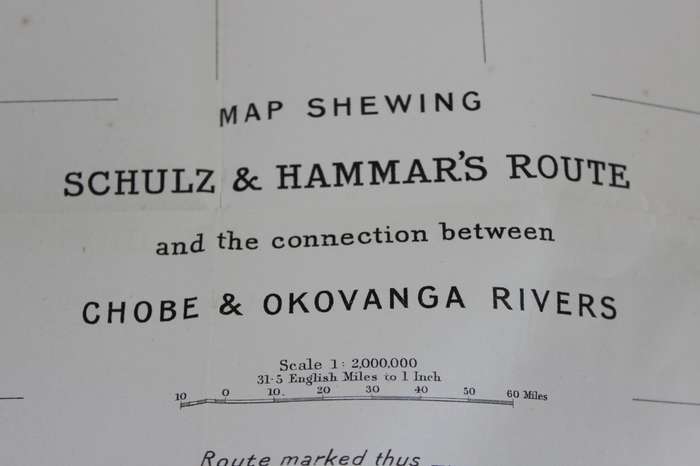 MAP SHEWING
SCHULZ & HAMMAR'S ROUTE
and the connection between
CHOBE & OKOVANGA RIVERS
Scale 1: 2,000,000
31·5 English Miles to 1 Inch
10 0 10. 20 30 40 50 60 Miles
Route marked thus